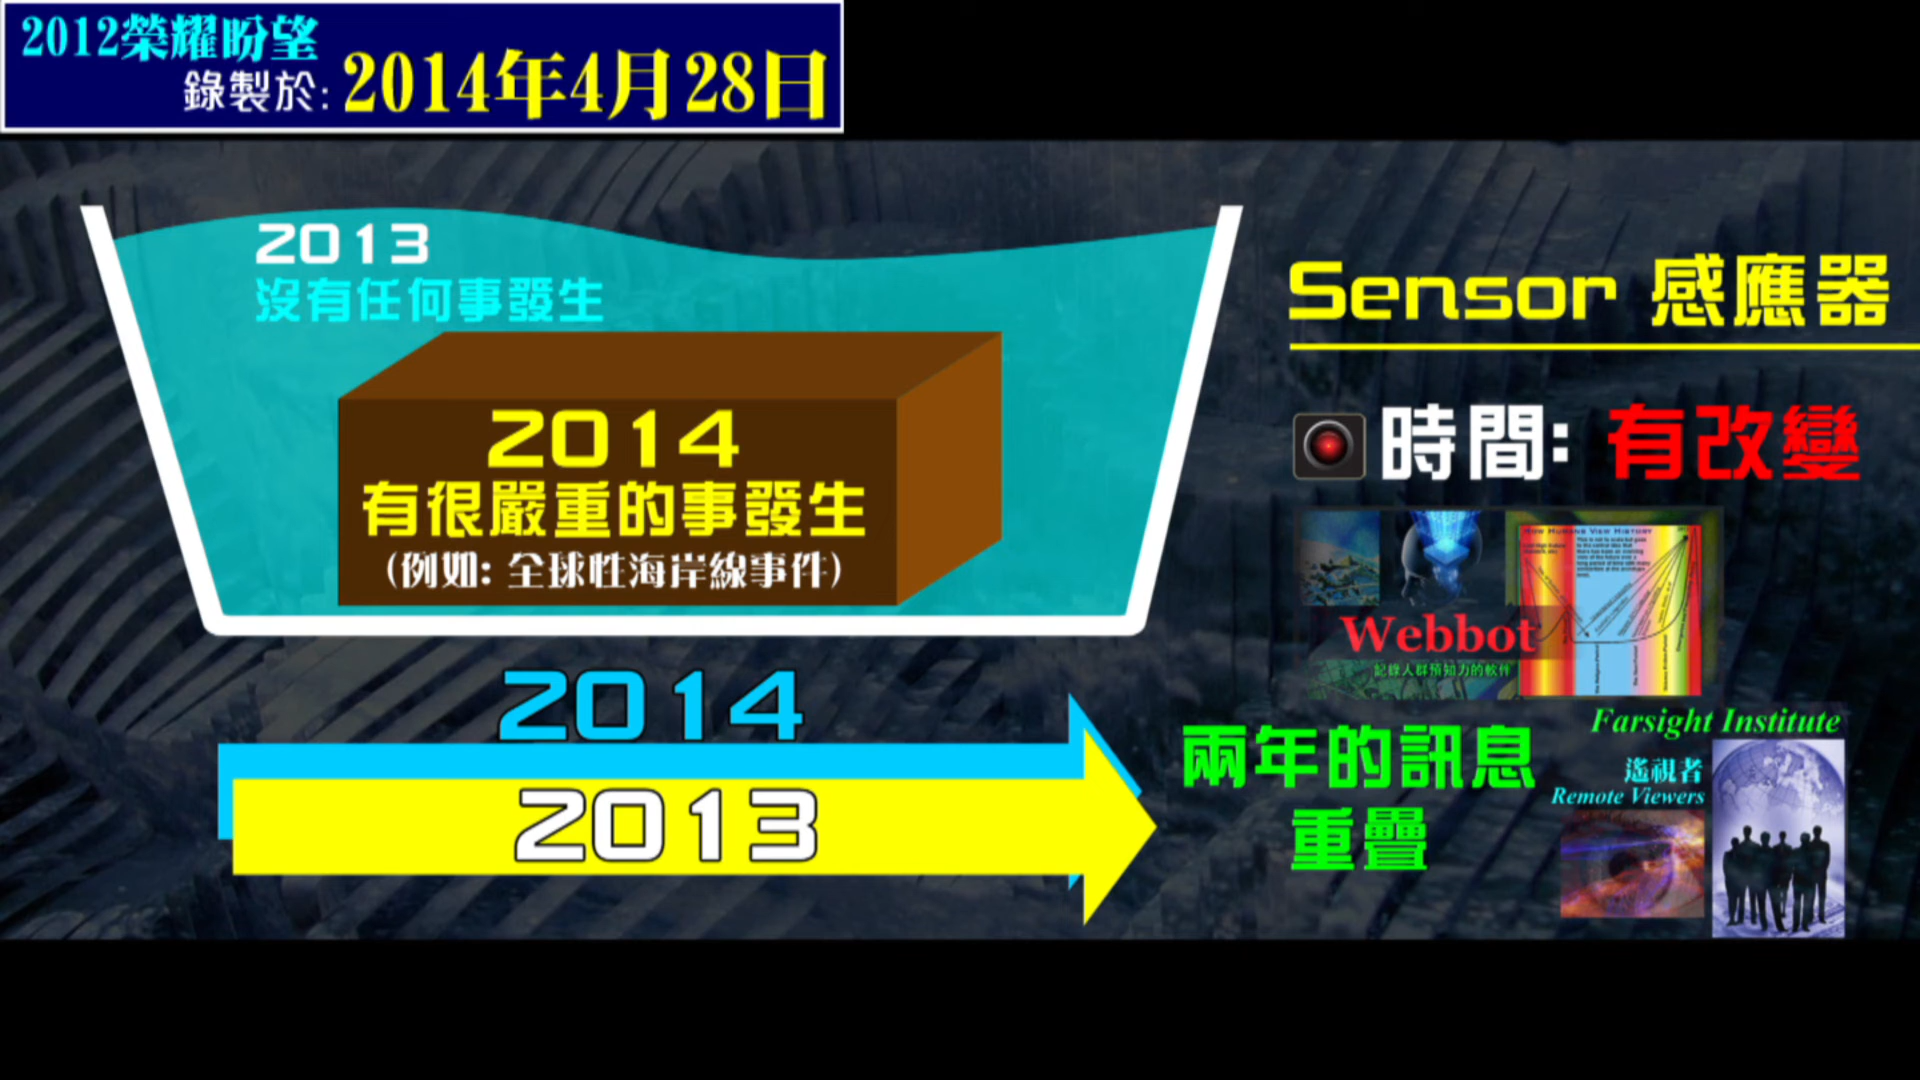 2012榮耀盼望
錄製於: 2014年4月28日
2013
沒有任何事發生
2014
有很嚴重的事發生
(例如: 全球性海岸線事件)
2014
2013
Sensor 感應器
時間: 有改變
How Humans View History
Webbot
記錄人群預知力的軟件
兩年的訊息
重疊
Farsight Institute
遙視者
Remote Viewers